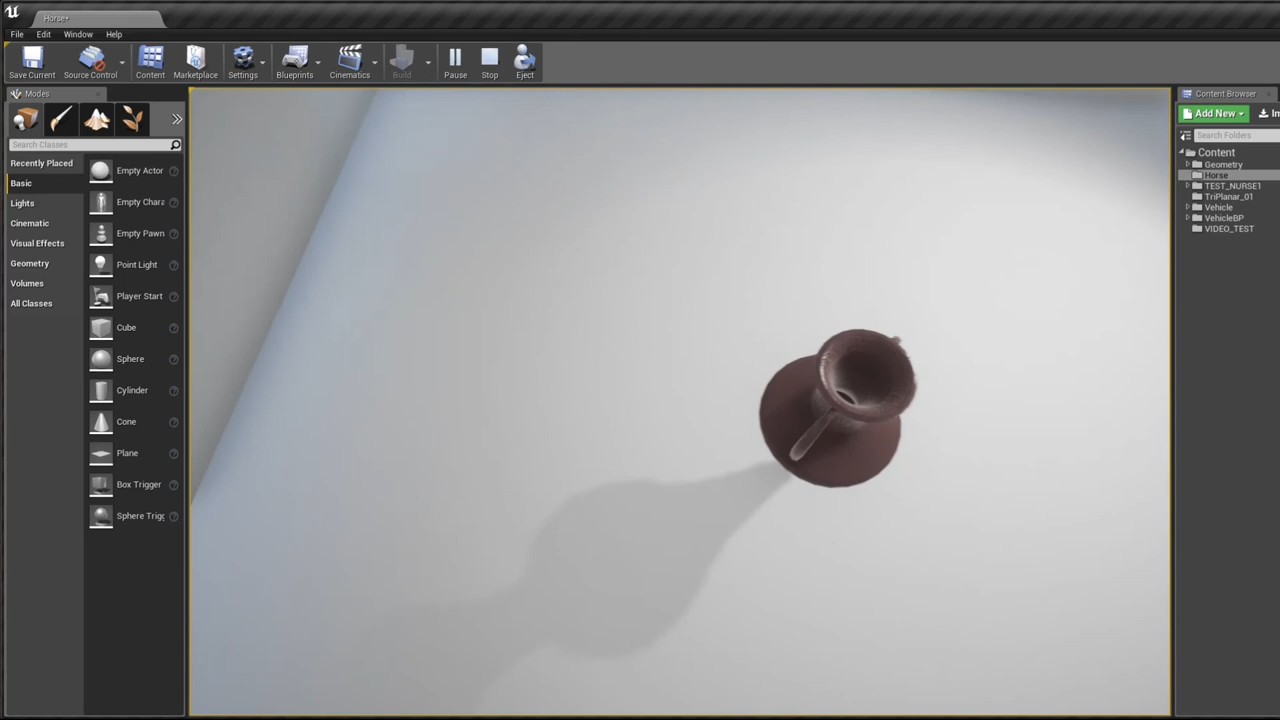 Horse*
File Edit Window Help
Save Current Source Control Content Marketplace Settings Blueprints Cinematics Build Pause Stop Eject
Modes
Search Classes
Recently Placed
Basic
Lights
Cinematic
Visual Effects
Geometry
Volumes
All Classes
Empty Actor
Empty Chara
Empty Pawn
Point Light
Player Start
Cube
Sphere
Cylinder
Cone
Plane
Box Trigger
Sphere Trigg
Content Browser
Add New
Search Folders
Content
Geometry
Horse
TEST_NURSE1
TriPlanar_01
Vehicle
VehicleBP
VIDEO_TEST